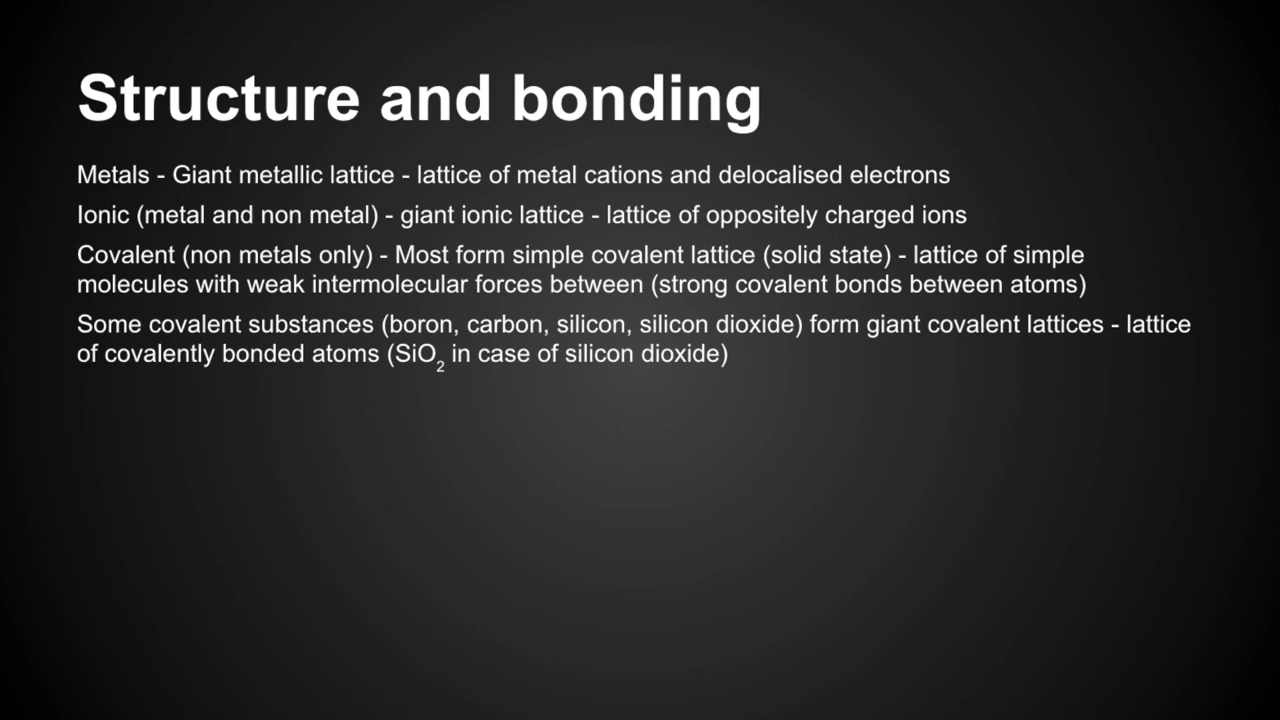 Structure and bonding
Metals - Giant metallic lattice - lattice of metal cations and delocalised electrons
Ionic (metal and non metal) - giant ionic lattice - lattice of oppositely charged ions
Covalent (non metals only) - Most form simple covalent lattice (solid state) - lattice of simple
molecules with weak intermolecular forces between (strong covalent bonds between atoms)
Some covalent substances (boron, carbon, silicon, silicon dioxide) form giant covalent lattices - lattice
of covalently bonded atoms (SiO₂ in case of silicon dioxide)